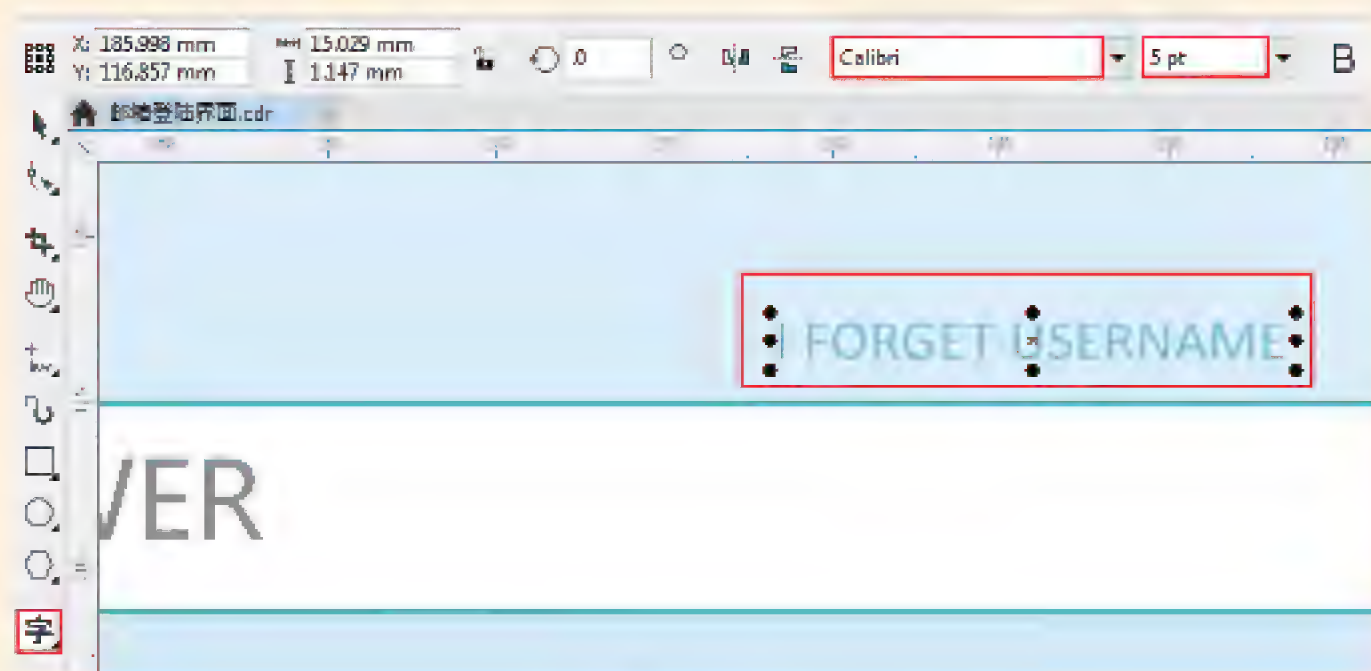 X: 185.998 mm 15.029 mm .0 Calibri 5 pt B
Y: 116.857 mm 1.147 mm
邮箱登陆界面.cdr
I FORGET USERNAME
VER
字